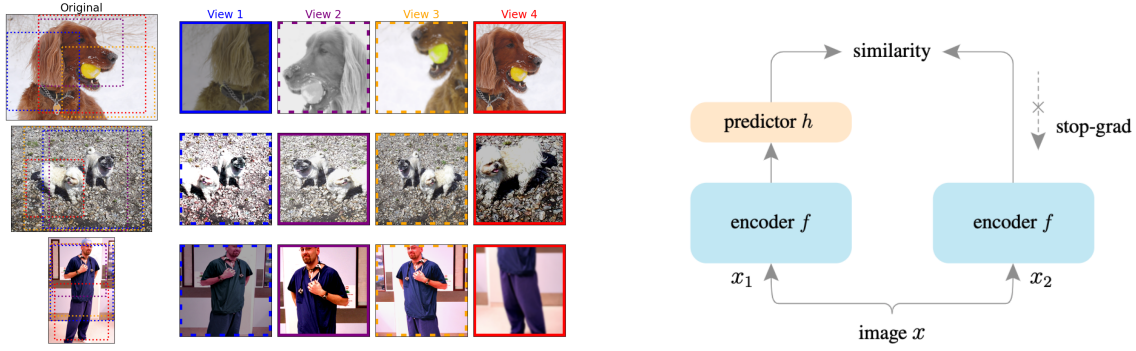 Original
View 1
View 2
View 3
View 4
similarity
predictor h
stop-grad
encoder f
encoder f
x1
x2
image x